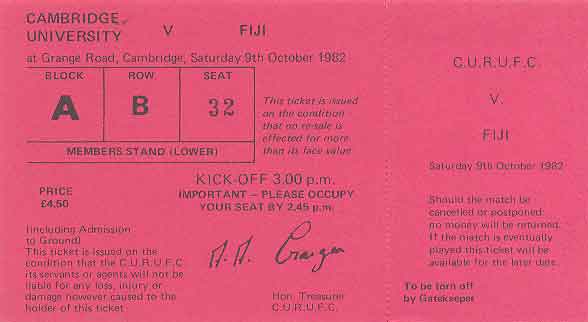 CAMBRIDGE
UNIVERSITY V FIJI
at Grange Road, Cambridge, Saturday 9th October 1982
BLOCK ROW SEAT
A B 32
MEMBERS STAND (LOWER)
This ticket is issued
on the condition
that no re-sale is
effected for more
than its face value
KICK-OFF 3.00 p.m.
IMPORTANT – PLEASE OCCUPY
YOUR SEAT BY 2.45 p.m.
PRICE
£4.50
(including Admission
to Ground)
This ticket is issued on the
condition that the C.U.R.U.F.C.
its servants or agents will not be
liable for any loss, injury or
damage however caused to the
holder of this ticket
Hon. Treasurer
C.U.R.U.F.C.
C.U.R.U.F.C.
V.
FIJI
Saturday 9th October 1982
Should the match be
cancelled or postponed
no money will be returned.
If the match is eventually
played this ticket will be
available for the later date.
To be torn off
by Gatekeeper